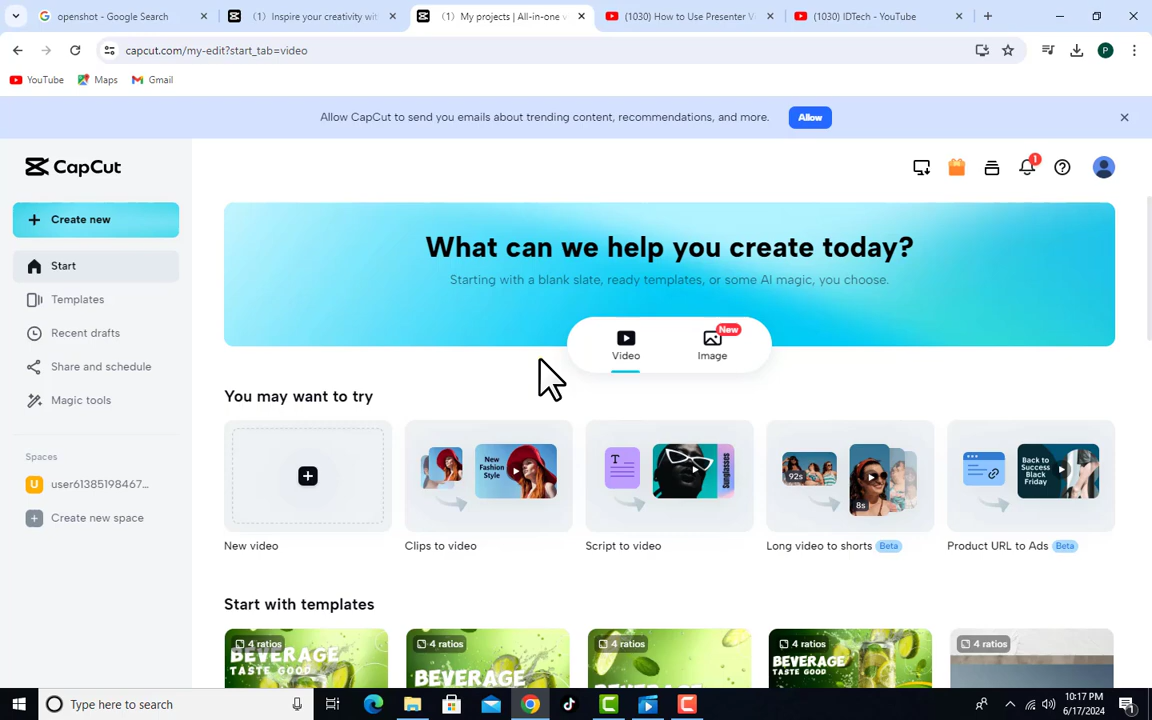 openshot - Google Search
(1) Inspire your creativity wit
(1) My projects | All-in-one v
(1030) How to Use Presenter V
(1030) IDTech - YouTube
capcut.com/my-edit?start_tab=video
P
YouTube
Maps
Gmail
Allow CapCut to send you emails about trending content, recommendations, and more.
Allow
CapCut
1
Create new
Start
Templates
Recent drafts
Share and schedule
Magic tools
Spaces
U
user61385198467...
Create new space
What can we help you create today?
Starting with a blank slate, ready templates, or some AI magic, you choose.
Video
New
Image
You may want to try
New video
New
Fashion
Style
Clips to video
T
Sunglasses
Script to video
92s
8s
Long video to shorts Beta
Back to
Success
Black
Friday
Product URL to Ads Beta
Start with templates
4 ratios
BEVERAGE
TASTE GOOD
4 ratios
BEVERAGE
4 ratios
4 ratios
BEVERAGE
TASTE GOOD
4 ratios
Type here to search
10:17 PM
6/17/2024
1